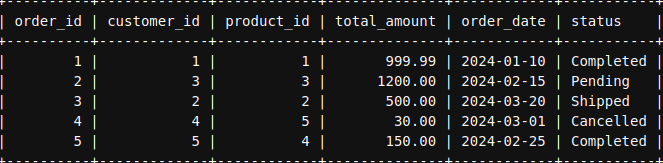 | order_id | customer_id | product_id | total_amount | order_date | status    |
|        1 |           1 |          1 |       999.99 | 2024-01-10 | Completed |
|        2 |           3 |          3 |      1200.00 | 2024-02-15 | Pending   |
|        3 |           2 |          2 |       500.00 | 2024-03-20 | Shipped   |
|        4 |           4 |          5 |        30.00 | 2024-03-01 | Cancelled |
|        5 |           5 |          4 |       150.00 | 2024-02-25 | Completed |